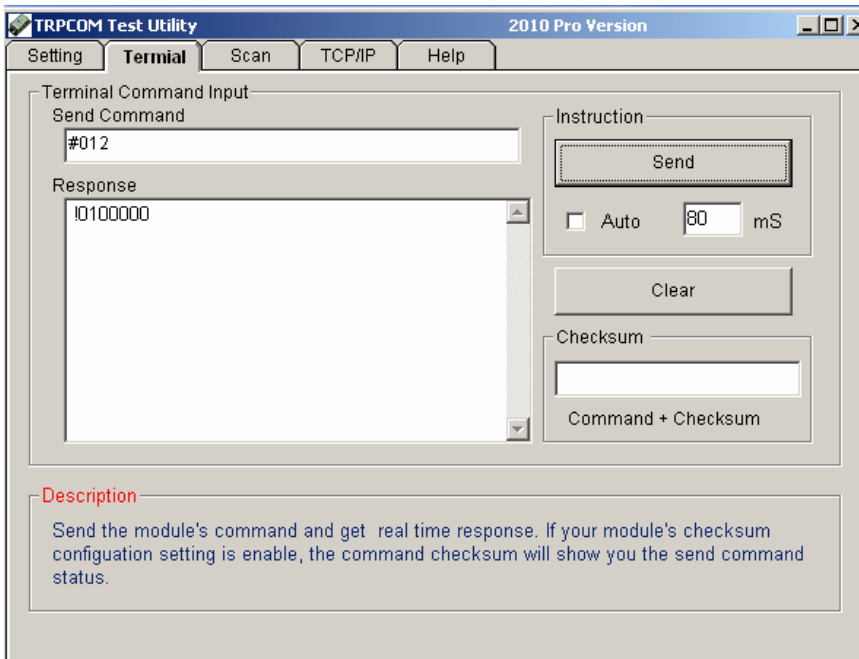 TRPCOM Test Utility 2010 Pro Version
Setting Termial Scan TCP/IP Help
Terminal Command Input
Send Command
#012
Response
!0100000
Instruction
Send
Auto 80 mS
Clear
Checksum
Command + Checksum
Description
Send the module's command and get real time response. If your module's checksum
configuation setting is enable, the command checksum will show you the send command
status.